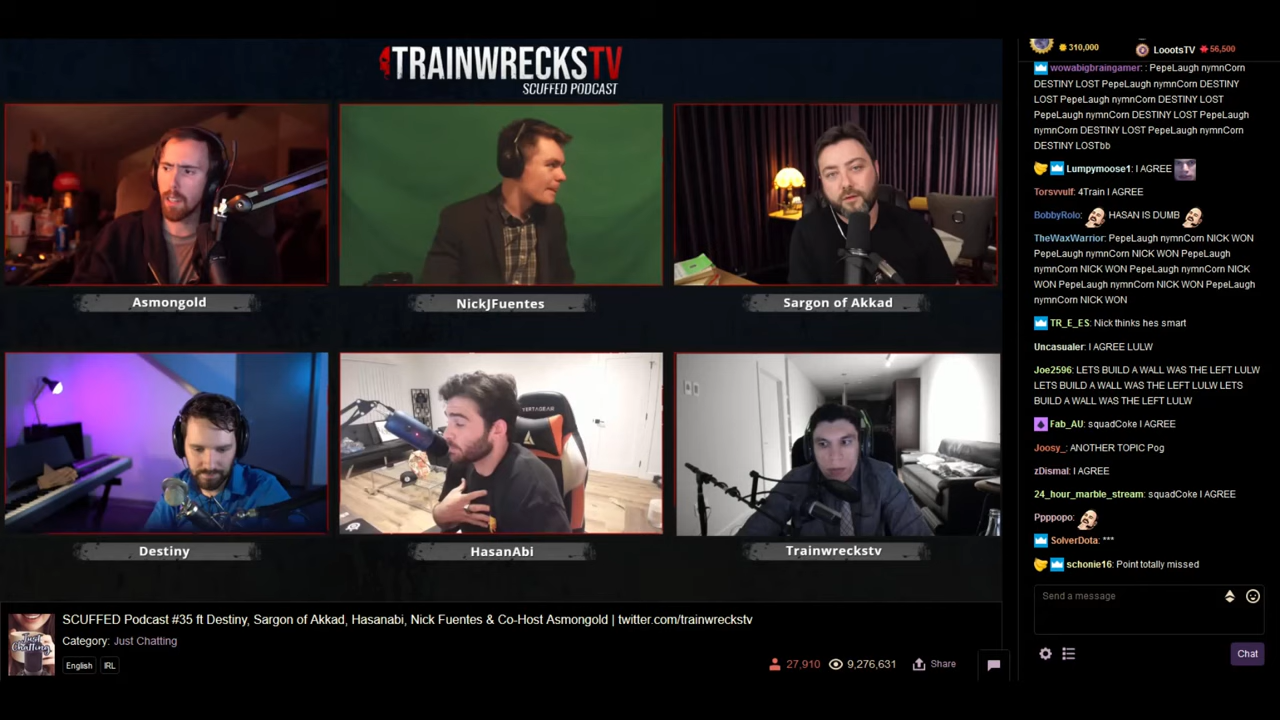 TRAINWRECKSTV
SCUFFED PODCAST
Asmongold
NickJFuentes
Sargon of Akkad
VERTAGEAR
Destiny
HasanAbi
Trainwreckstv
SCUFFED Podcast #35 ft Destiny, Sargon of Akkad, Hasanabi, Nick Fuentes & Co-Host Asmongold | twitter.com/trainwreckstv
Just Chatting
Category: Just Chatting
English IRL
27,910 9,276,631 Share
310,000 LoootsTV 56,500
wowabigbraingamer: : PepeLaugh nymnCorn
DESTINY LOST PepeLaugh nymnCorn DESTINY
LOST PepeLaugh nymnCorn DESTINY LOST
PepeLaugh nymnCorn DESTINY LOST PepeLaugh
nymnCorn DESTINY LOST PepeLaugh nymnCorn
DESTINY LOSTbb
Lumpymoose1: I AGREE
Torsvvulf: 4Train I AGREE
BobbyRolo: HASAN IS DUMB
TheWaxWarrior: PepeLaugh nymnCorn NICK WON
PepeLaugh nymnCorn NICK WON PepeLaugh
nymnCorn NICK WON PepeLaugh nymnCorn NICK
WON PepeLaugh nymnCorn NICK WON PepeLaugh
nymnCorn NICK WON
TR_E_ES: Nick thinks hes smart
Uncasualer: I AGREE LULW
Joe2596: LETS BUILD A WALL WAS THE LEFT LULW
LETS BUILD A WALL WAS THE LEFT LULW LETS
BUILD A WALL WAS THE LEFT LULW
Fab_AU: squadCoke I AGREE
Joosy_: ANOTHER TOPIC Pog
zDismal: I AGREE
24_hour_marble_stream: squadCoke I AGREE
Ppppopo:
SolverDota: ***
schonie16: Point totally missed
Send a message
Chat